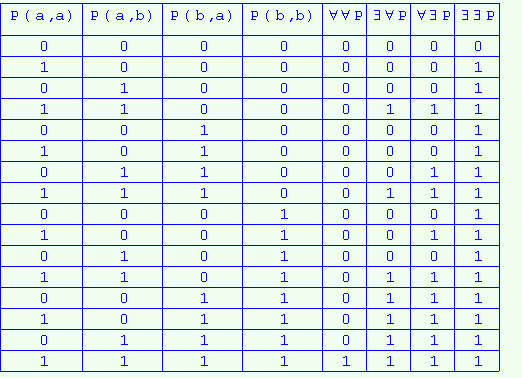 P(a,a) P(a,b) P(b,a) P(b,b) ∀∀P ∃∀P ∀∃P ∃∃P
0 0 0 0 0 0 0 0
1 0 0 0 0 0 0 1
0 1 0 0 0 0 0 1
1 1 0 0 0 1 1 1
0 0 1 0 0 0 0 1
1 0 1 0 0 0 0 1
0 1 1 0 0 0 1 1
1 1 1 0 0 1 1 1
0 0 0 1 0 0 0 1
1 0 0 1 0 0 1 1
0 1 0 1 0 0 0 1
1 1 0 1 0 1 1 1
0 0 1 1 0 1 1 1
1 0 1 1 0 1 1 1
0 1 1 1 0 1 1 1
1 1 1 1 1 1 1 1